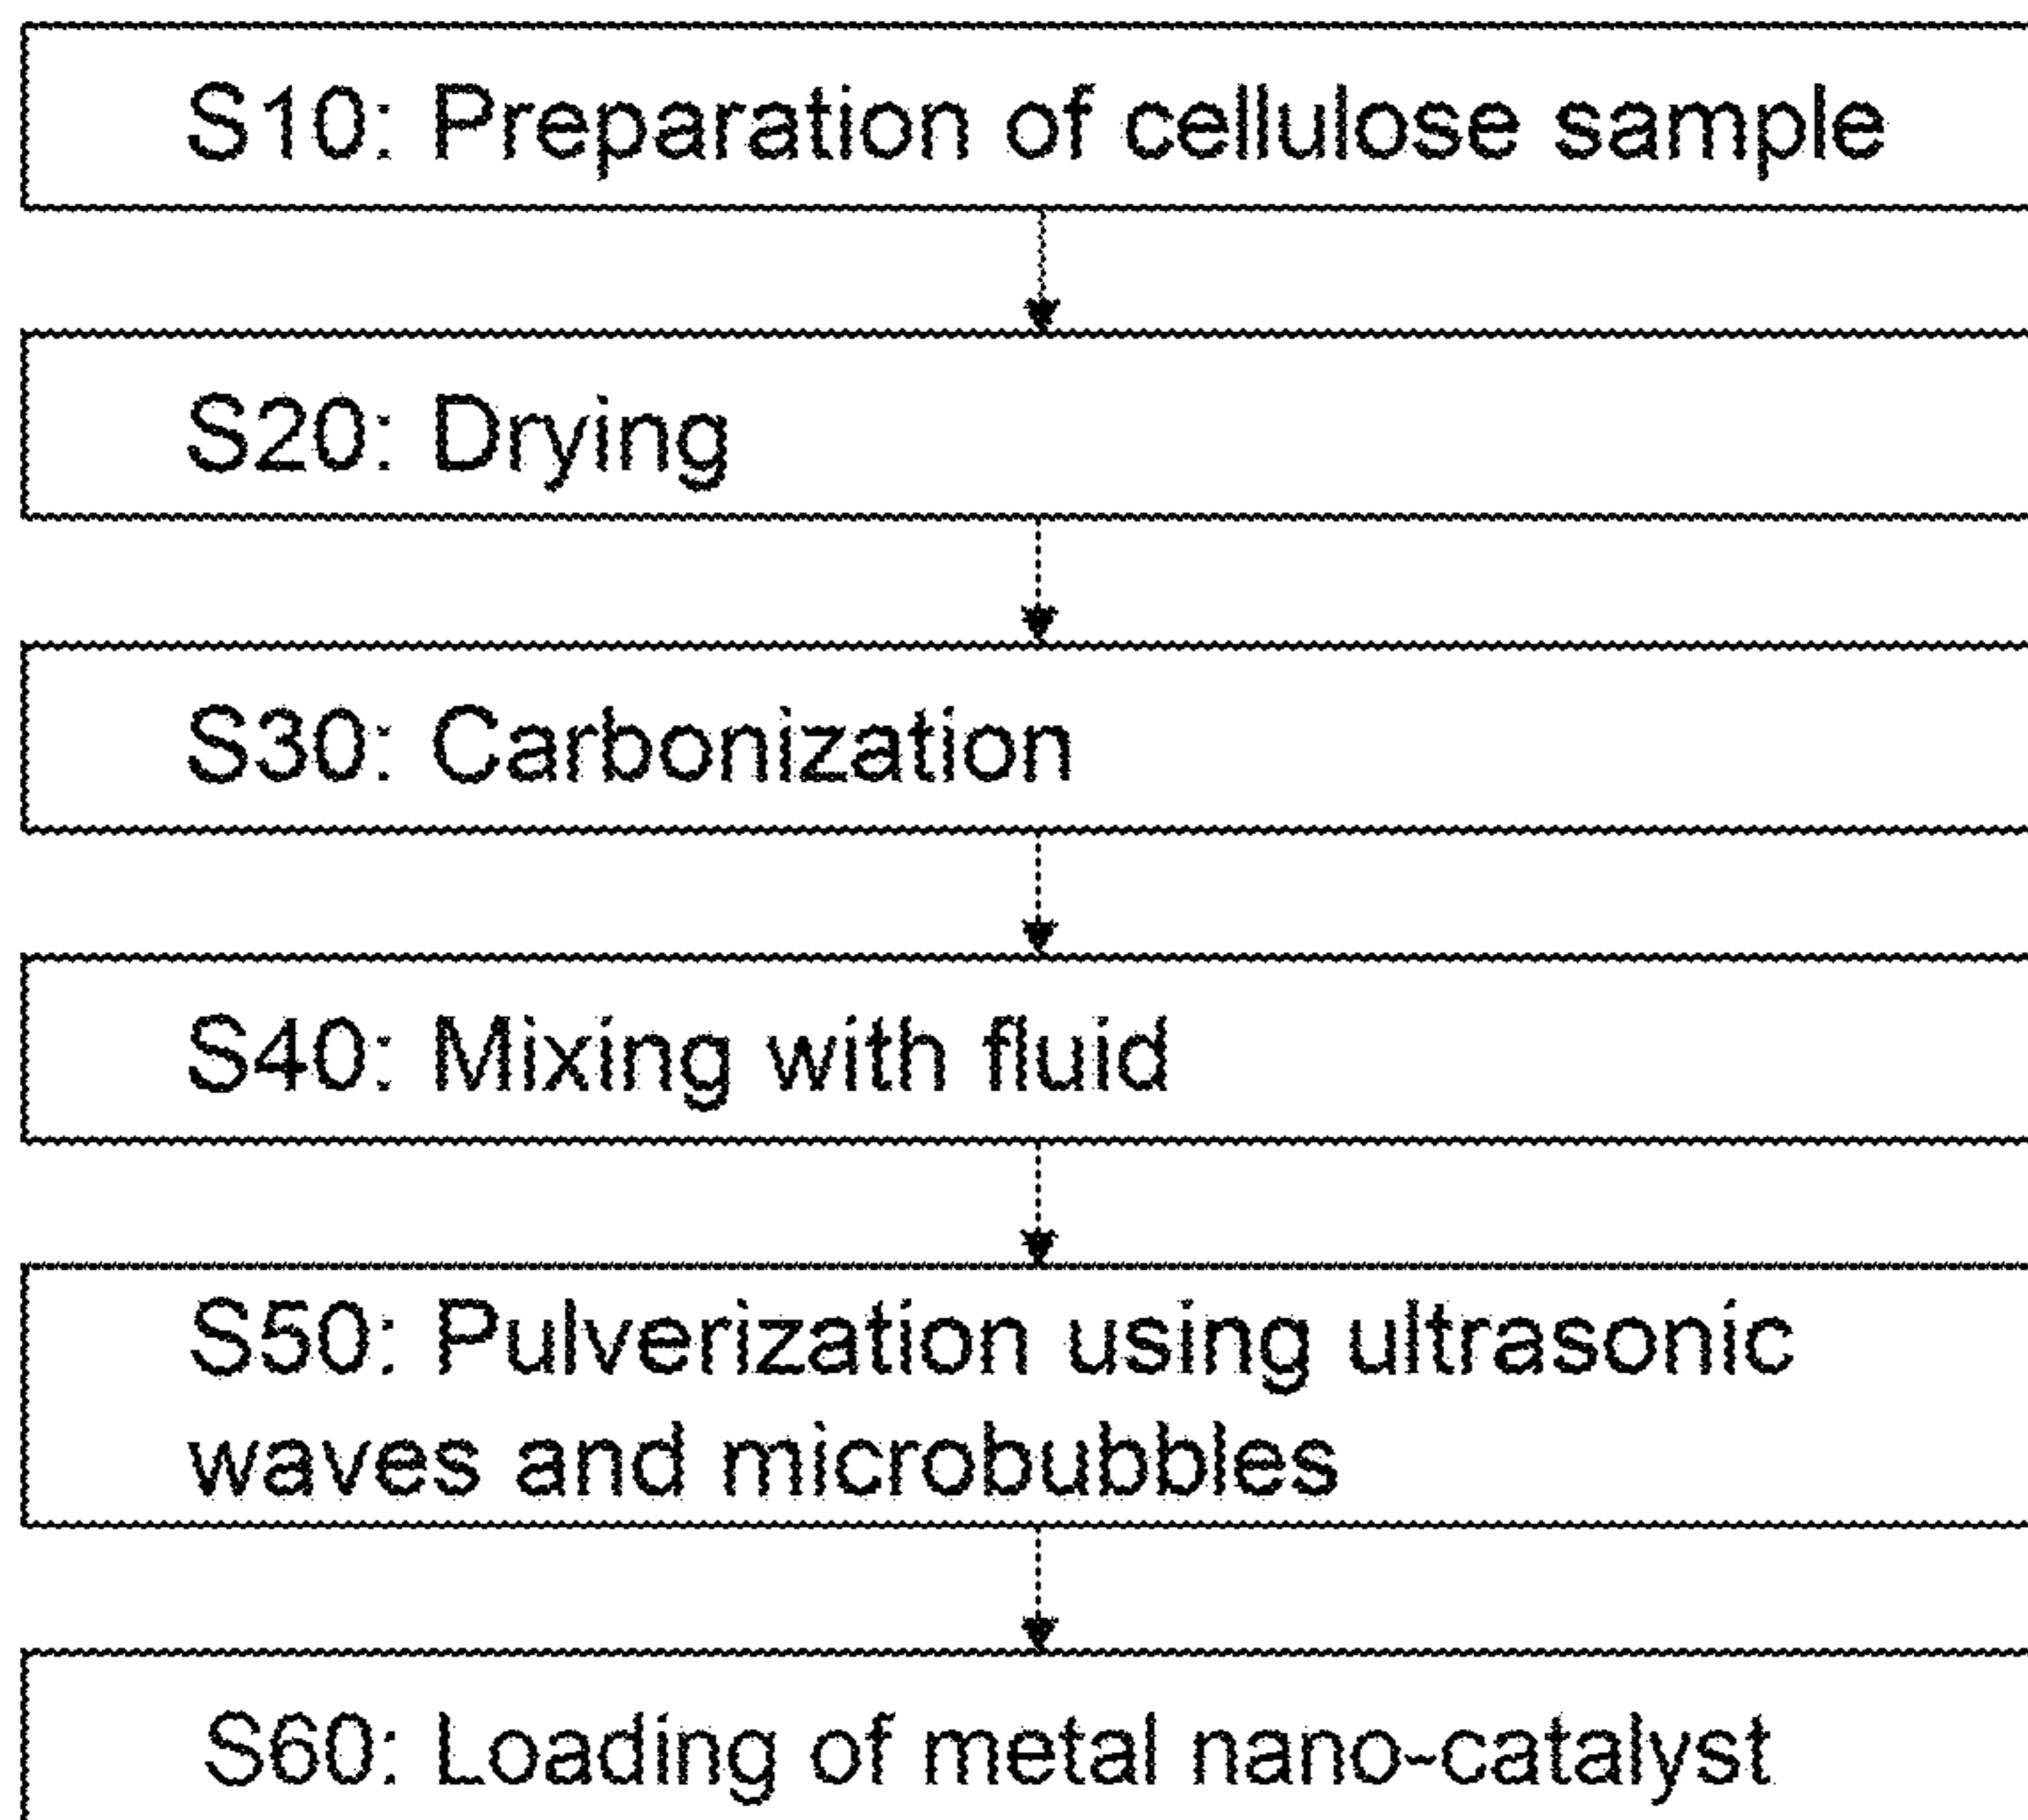 S10: Preparation of cellulose sample
S20: Drying
S30: Carbonization
S40: Mixing with fluid
S50: Pulverization using ultrasonic
waves and microbubbles
S60: Loading of metal nano-catalyst